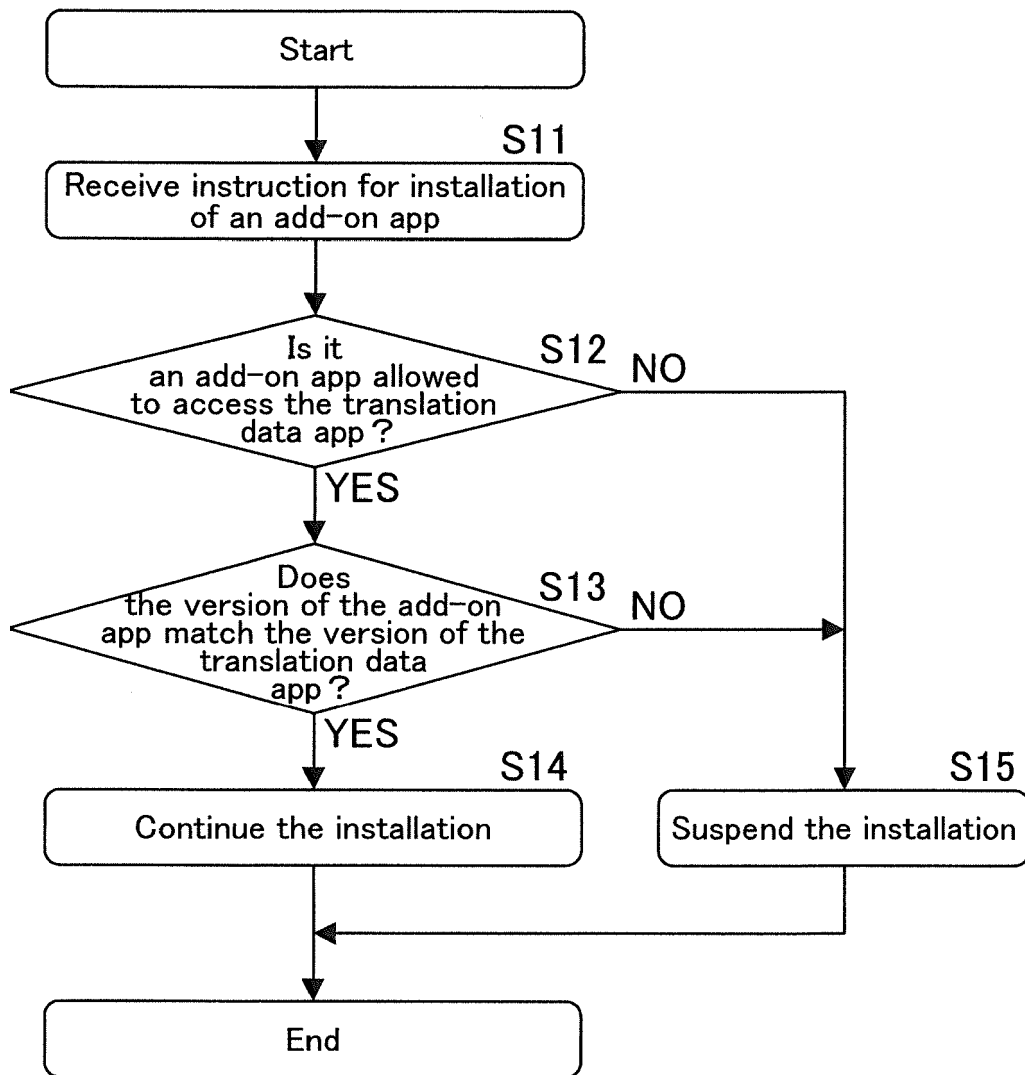 Start
S11
Receive instruction for installation
of an add-on app
Is it
an add-on app allowed
to access the translation
data app?
S12
NO
YES
Does
the version of the add-on
app match the version of the
translation data
app?
S13
NO
YES
S14
Continue the installation
S15
Suspend the installation
End